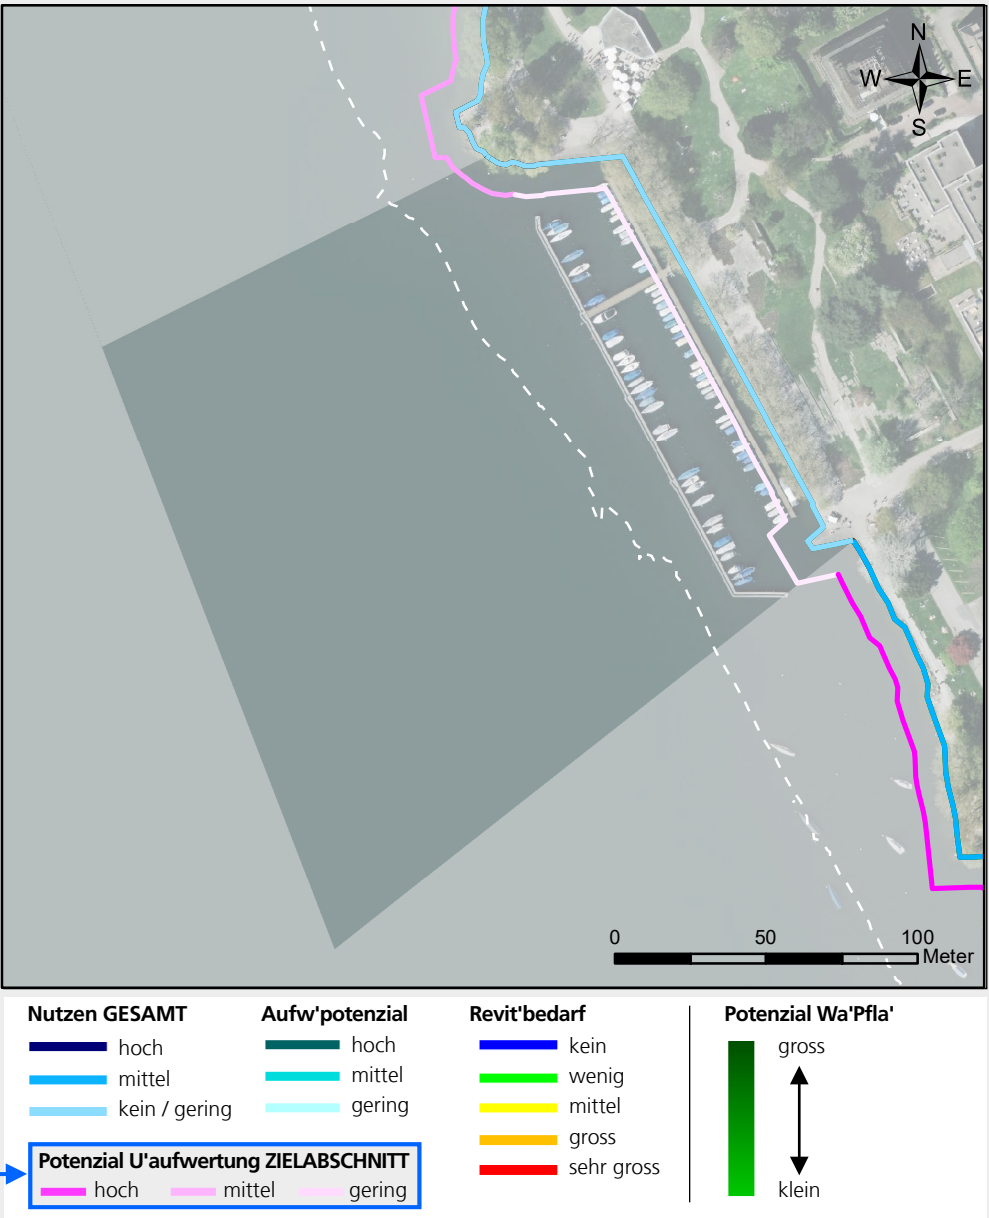 N
W E
S
0 50 100
Meter
Nutzen GESAMT
hoch
mittel
kein / gering
Aufw'potenzial
hoch
mittel
gering
Revit'bedarf
kein
wenig
mittel
gross
sehr gross
Potenzial Wa'Pfla'
gross
klein
Potenzial U'aufwertung ZIELABSCHNITT
hoch mittel gering